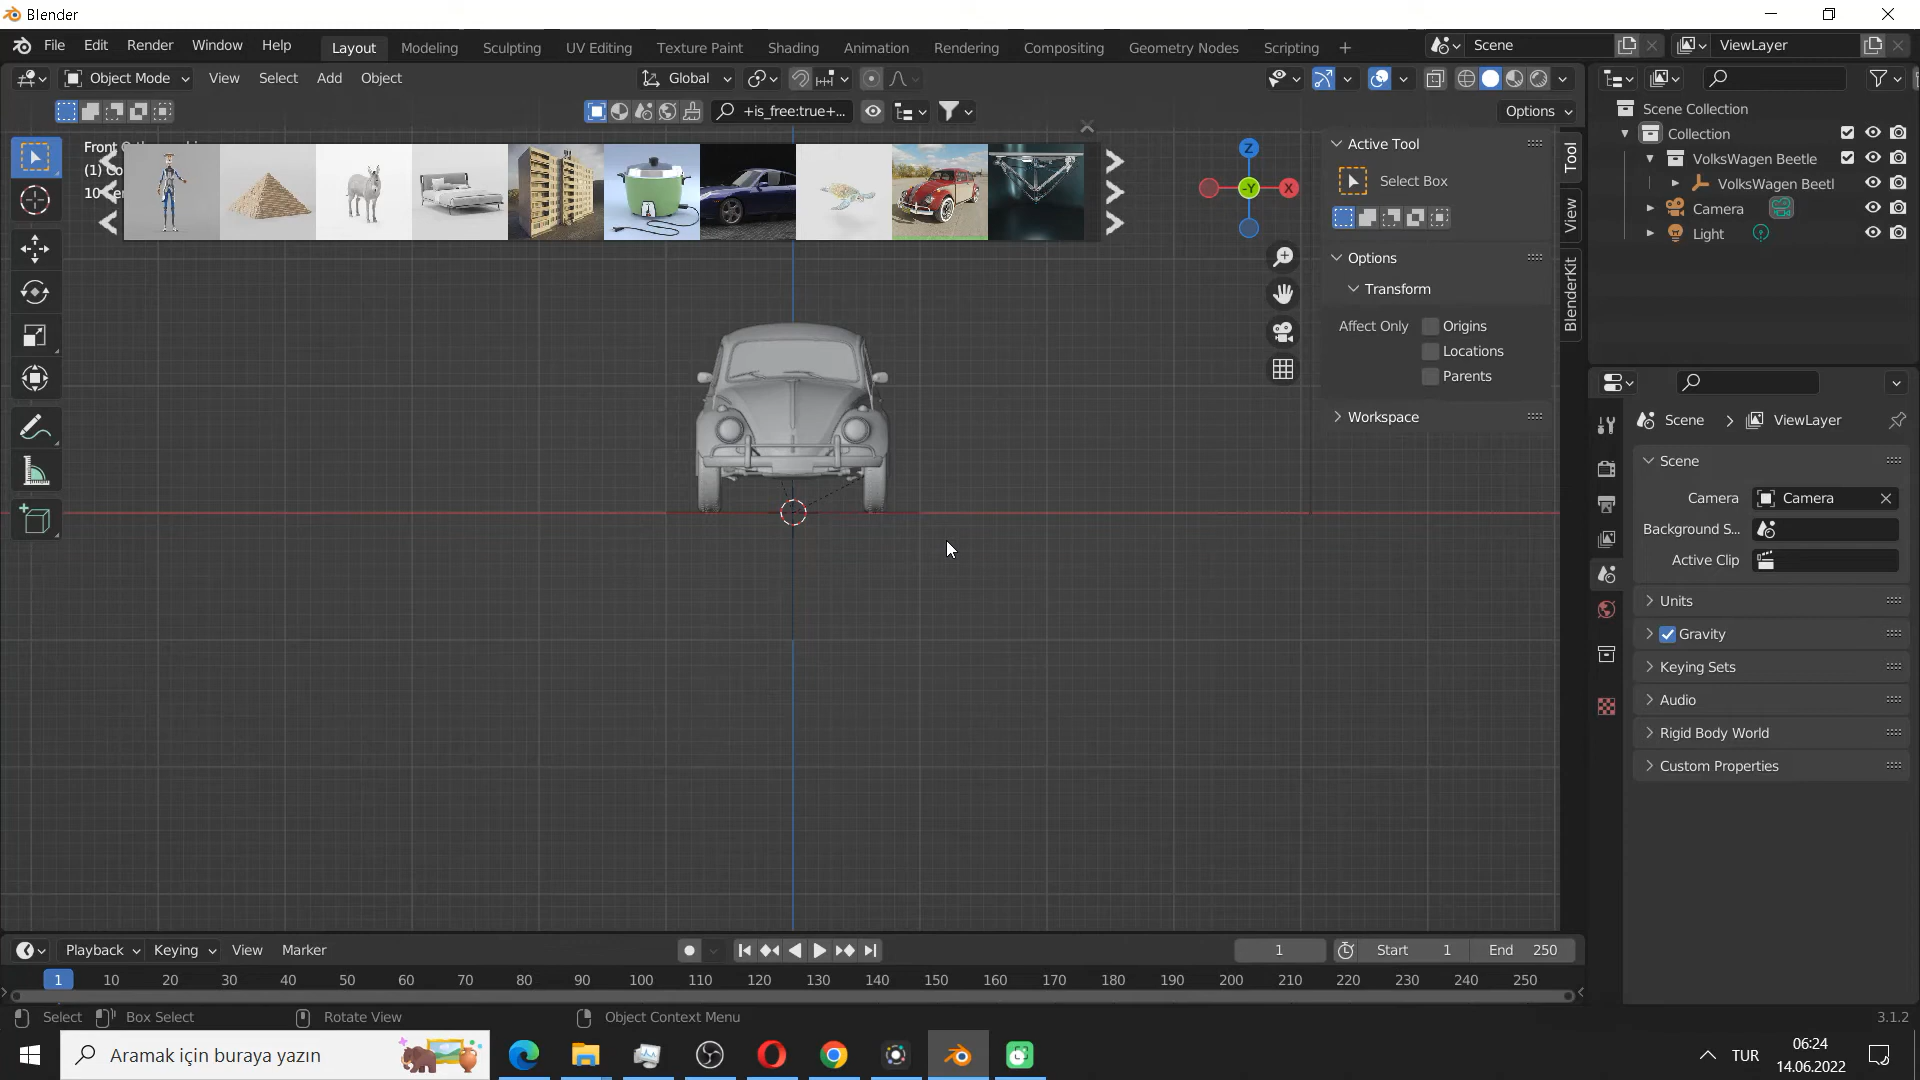 Blender
File Edit Render Window Help Layout Modeling Sculpting UV Editing Texture Paint Shading Animation Rendering Compositing Geometry Nodes Scripting Scene ViewLayer
Object Mode View Select Add Object Global
+is_free:true+... Options
Scene Collection
Collection
VolksWagen Beetle
VolksWagen Beetl
Camera
Light
Front
(1) Co
10
Z
-Y X
Active Tool
Select Box
Options
Transform
Affect Only Origins
Locations
Parents
Workspace
Tool
View
BlenderKit
Scene ViewLayer
Scene
Camera Camera
Background S...
Active Clip
Units
Gravity
Keying Sets
Audio
Rigid Body World
Custom Properties
Playback Keying View Marker 1 Start 1 End 250
1 10 20 30 40 50 60 70 80 90 100 110 120 130 140 150 160 170 180 190 200 210 220 230 240 250
Select Box Select Rotate View Object Context Menu 3.1.2
Aramak için buraya yazın
TUR
06:24
14.06.2022